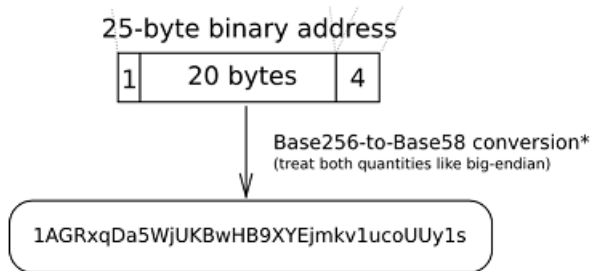 25-byte binary address
1 20 bytes 4
Base256-to-Base58 conversion*
(treat both quantities like big-endian)
1AGRxqDa5WjUKBwHB9XYEjmkv1ucoUUy1s